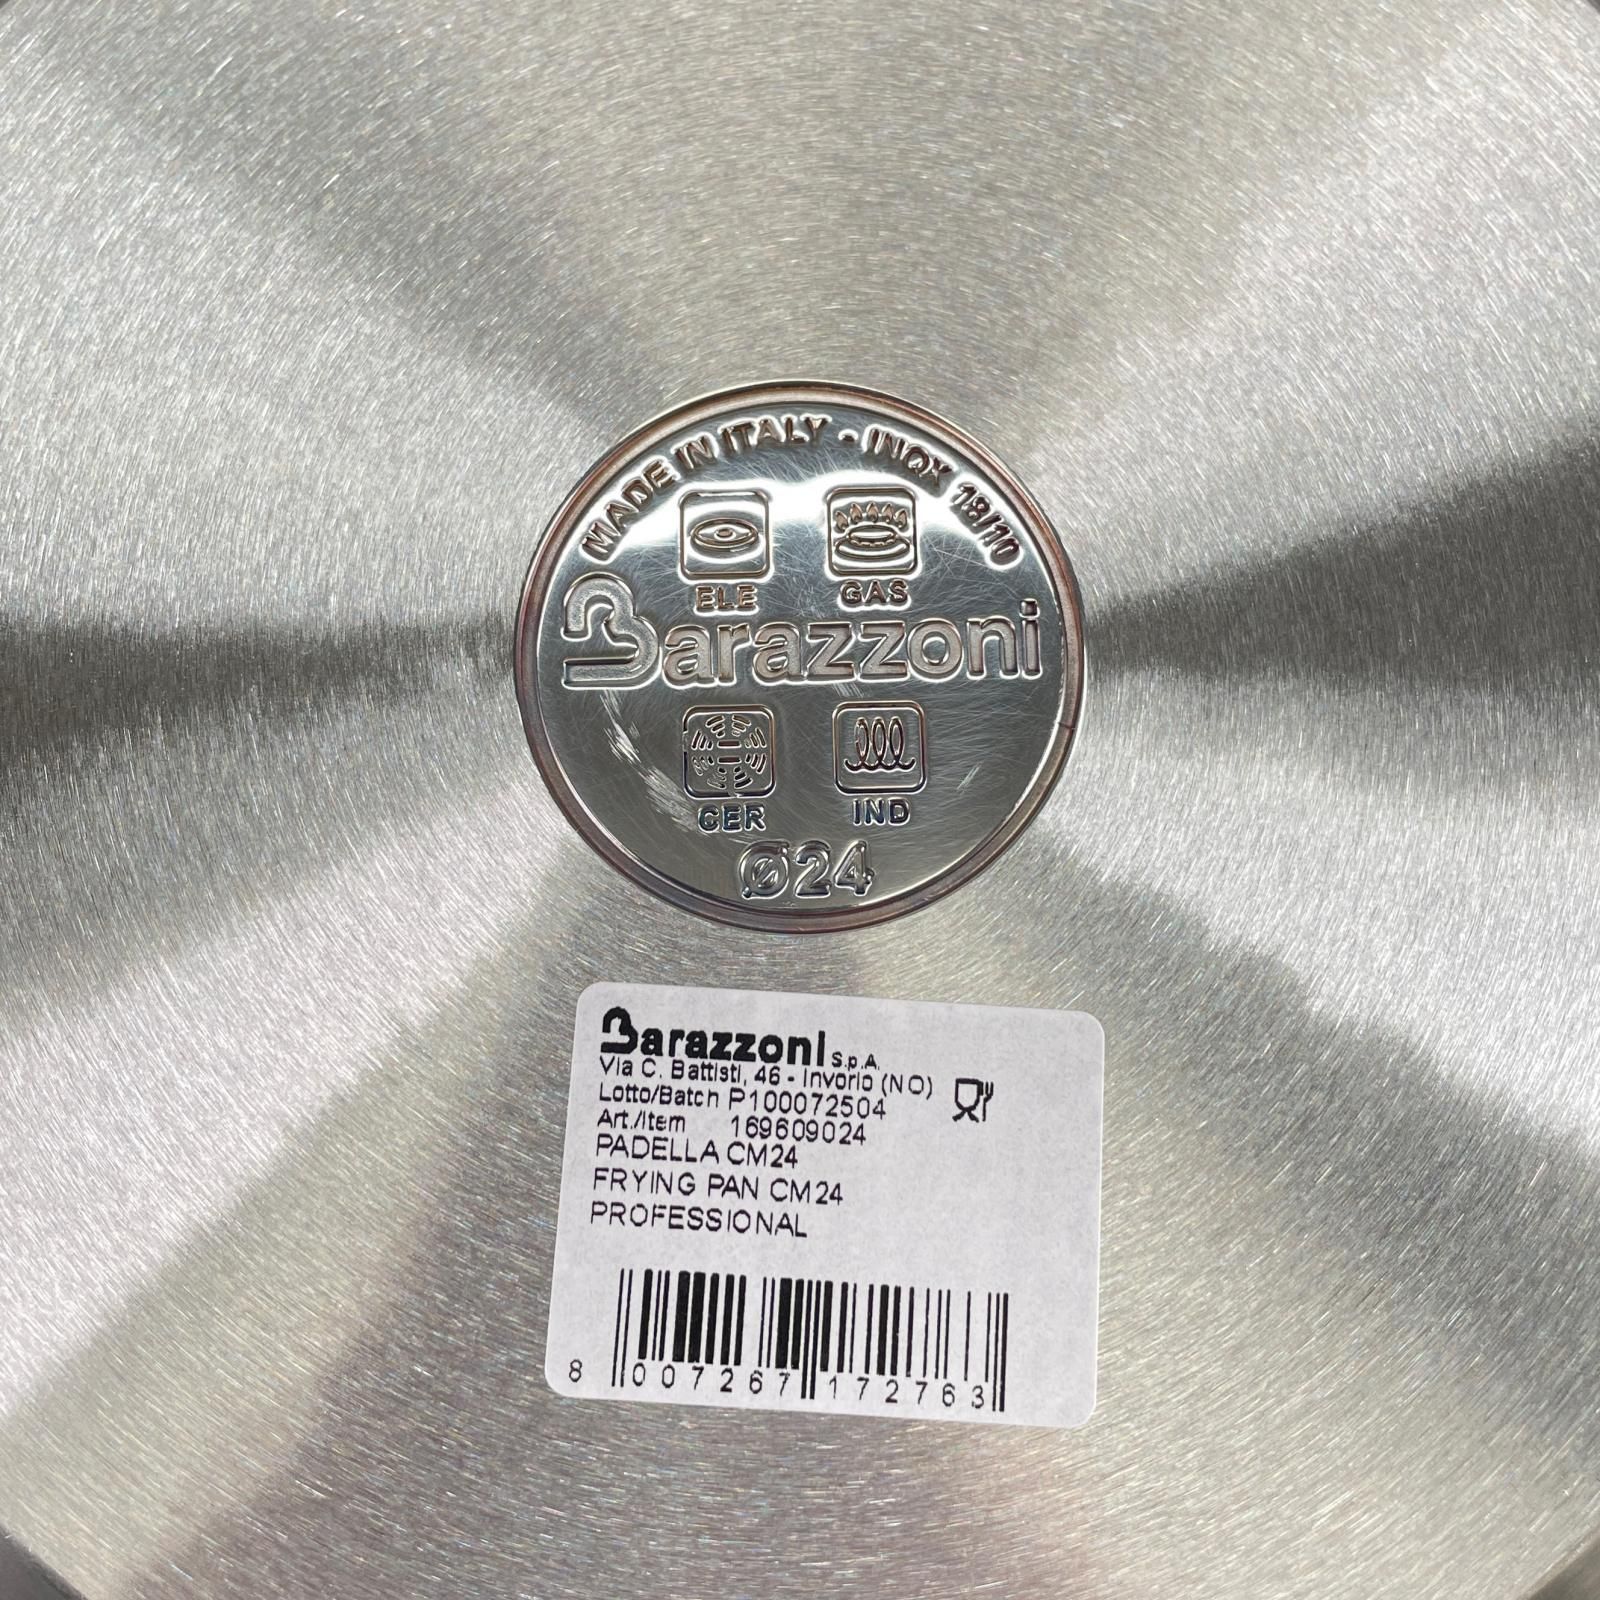 MADE IN ITALY - INOX 18/10
ELE GAS
Barazzoni
CER IND
Ø24
Barazzoni S.p.A.
Via C. Battisti, 46 - Invorio (NO)
Lotto/Batch P100072504
Art./Item 169609024
PADELLA CM24
FRYING PAN CM24
PROFESSIONAL
8 007267 172763